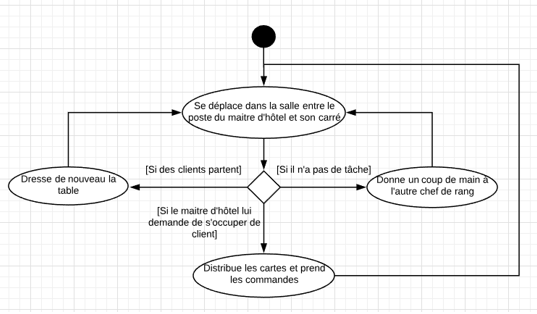 Se déplace dans la salle entre le
poste du maitre d'hôtel et son carré
[Si des clients partent]
[Si il n'a pas de tâche]
Dresse de nouveau la
table
Donne un coup de main à
l'autre chef de rang
[Si le maitre d'hôtel lui
demande de s'occuper de
client]
Distribue les cartes et prend
les commandes